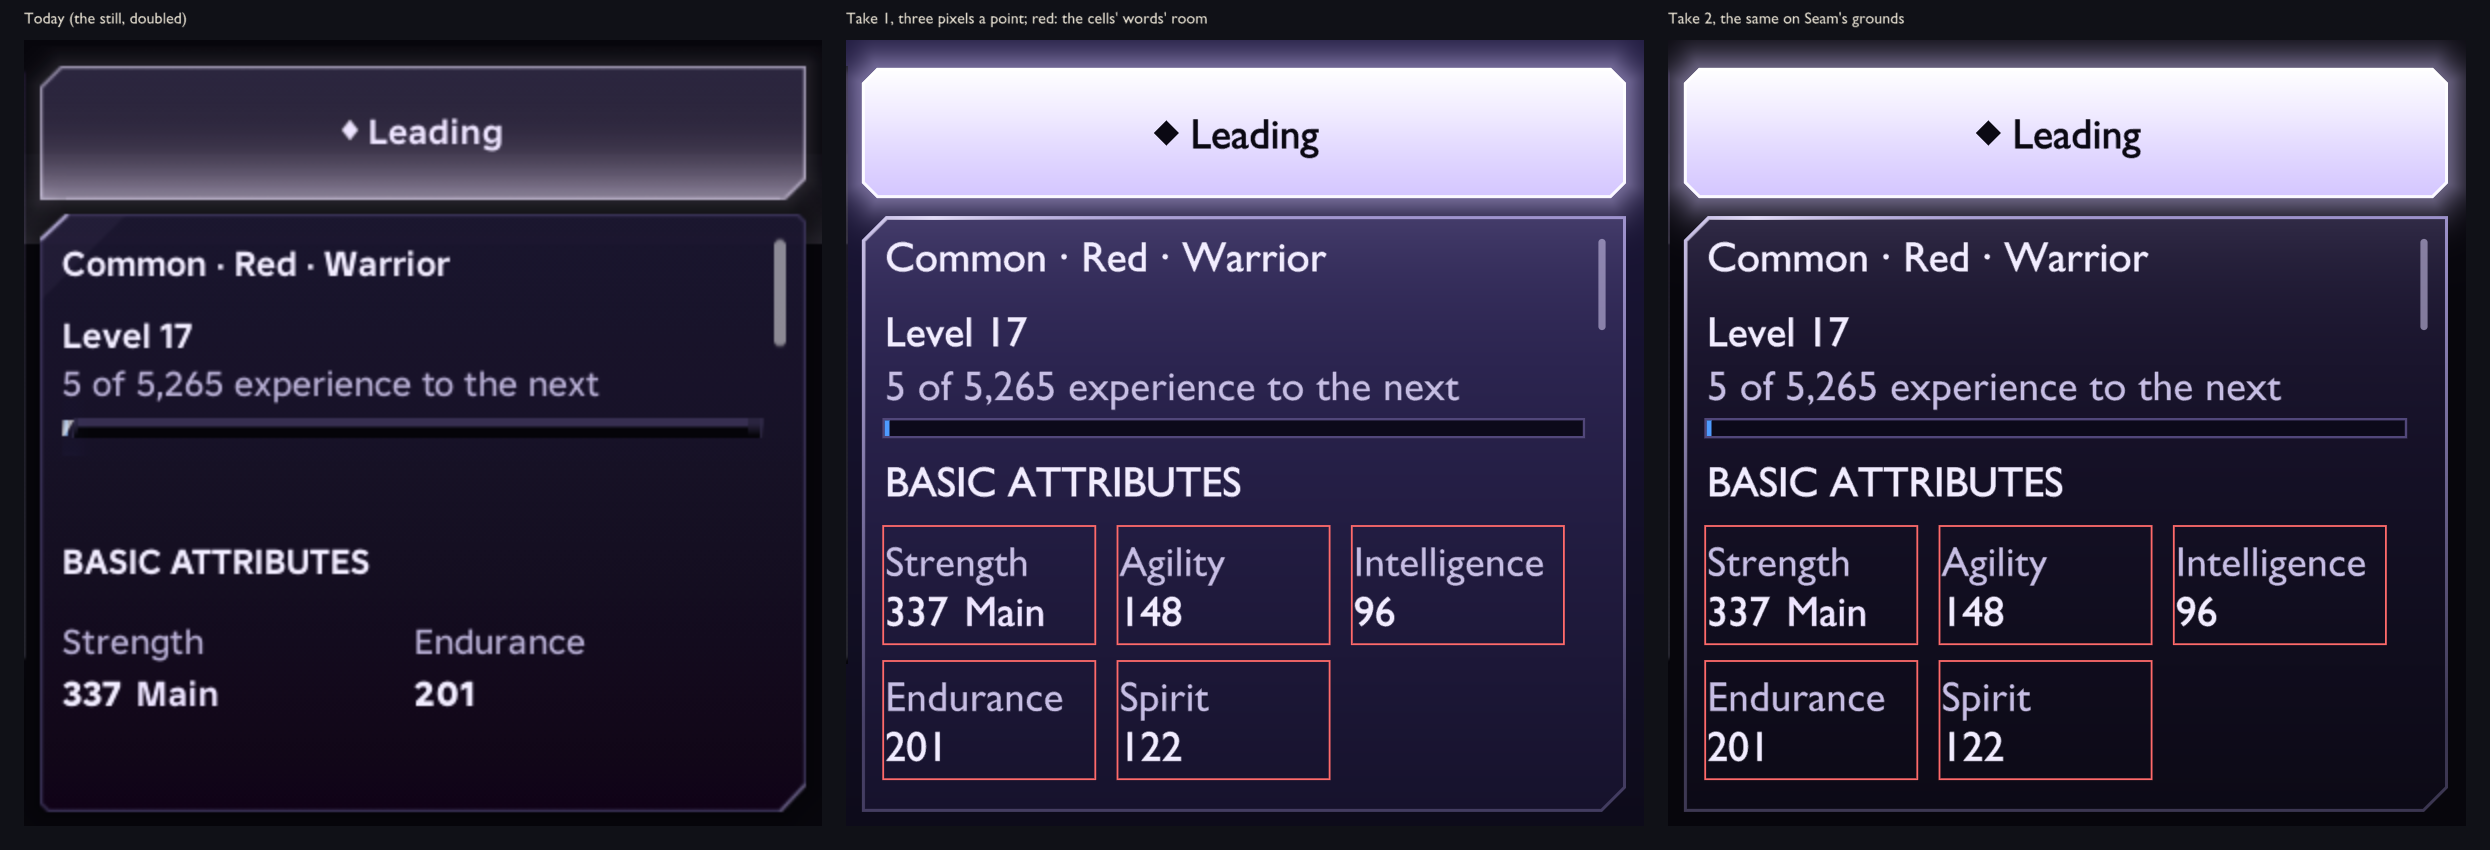 Today (the still, doubled)
◆ Leading
Common · Red · Warrior
Level 17
5 of 5,265 experience to the next
BASIC ATTRIBUTES
Strength Endurance
337 Main 201
Take 1, three pixels a point; red: the cells' words' room
◆ Leading
Common · Red · Warrior
Level 17
5 of 5,265 experience to the next
BASIC ATTRIBUTES
Strength Agility Intelligence
337 Main 148 96
Endurance Spirit
201 122
Take 2, the same on Seam's grounds
◆ Leading
Common · Red · Warrior
Level 17
5 of 5,265 experience to the next
BASIC ATTRIBUTES
Strength Agility Intelligence
337 Main 148 96
Endurance Spirit
201 122